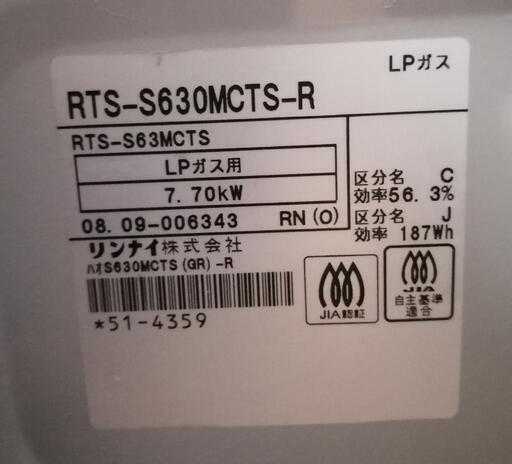 LPガス
RTS-S630MCTS-R
RTS-S63MCTS
LPガス用
7.70kW
08.09-006343 RN(O)
区分名 C
効率56.3%
区分名 J
効率 187Wh
リンナイ株式会社
ﾊｵS630MCTS(GR)-R
*51-4359
JIA認証
JIA
自主基準
適合